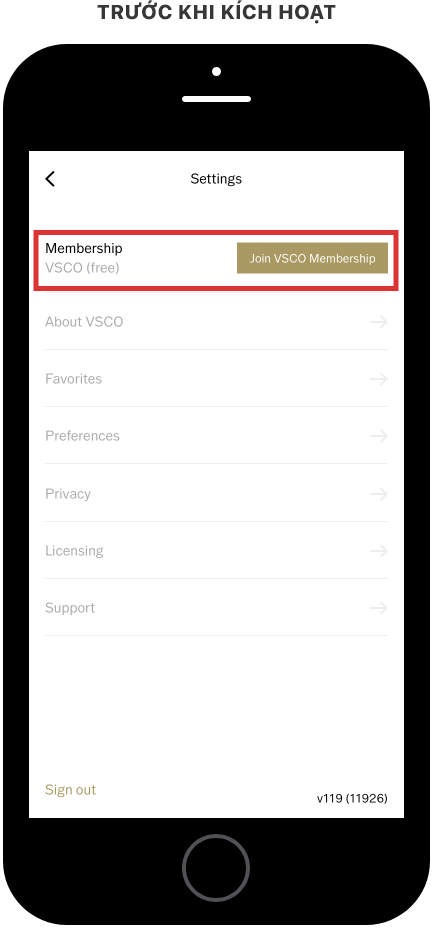 TRƯỚC KHI KÍCH HOẠT
Settings
Membership
VSCO (free)
Join VSCO Membership
About VSCO
Favorites
Preferences
Privacy
Licensing
Support
Sign out
v119 (11926)